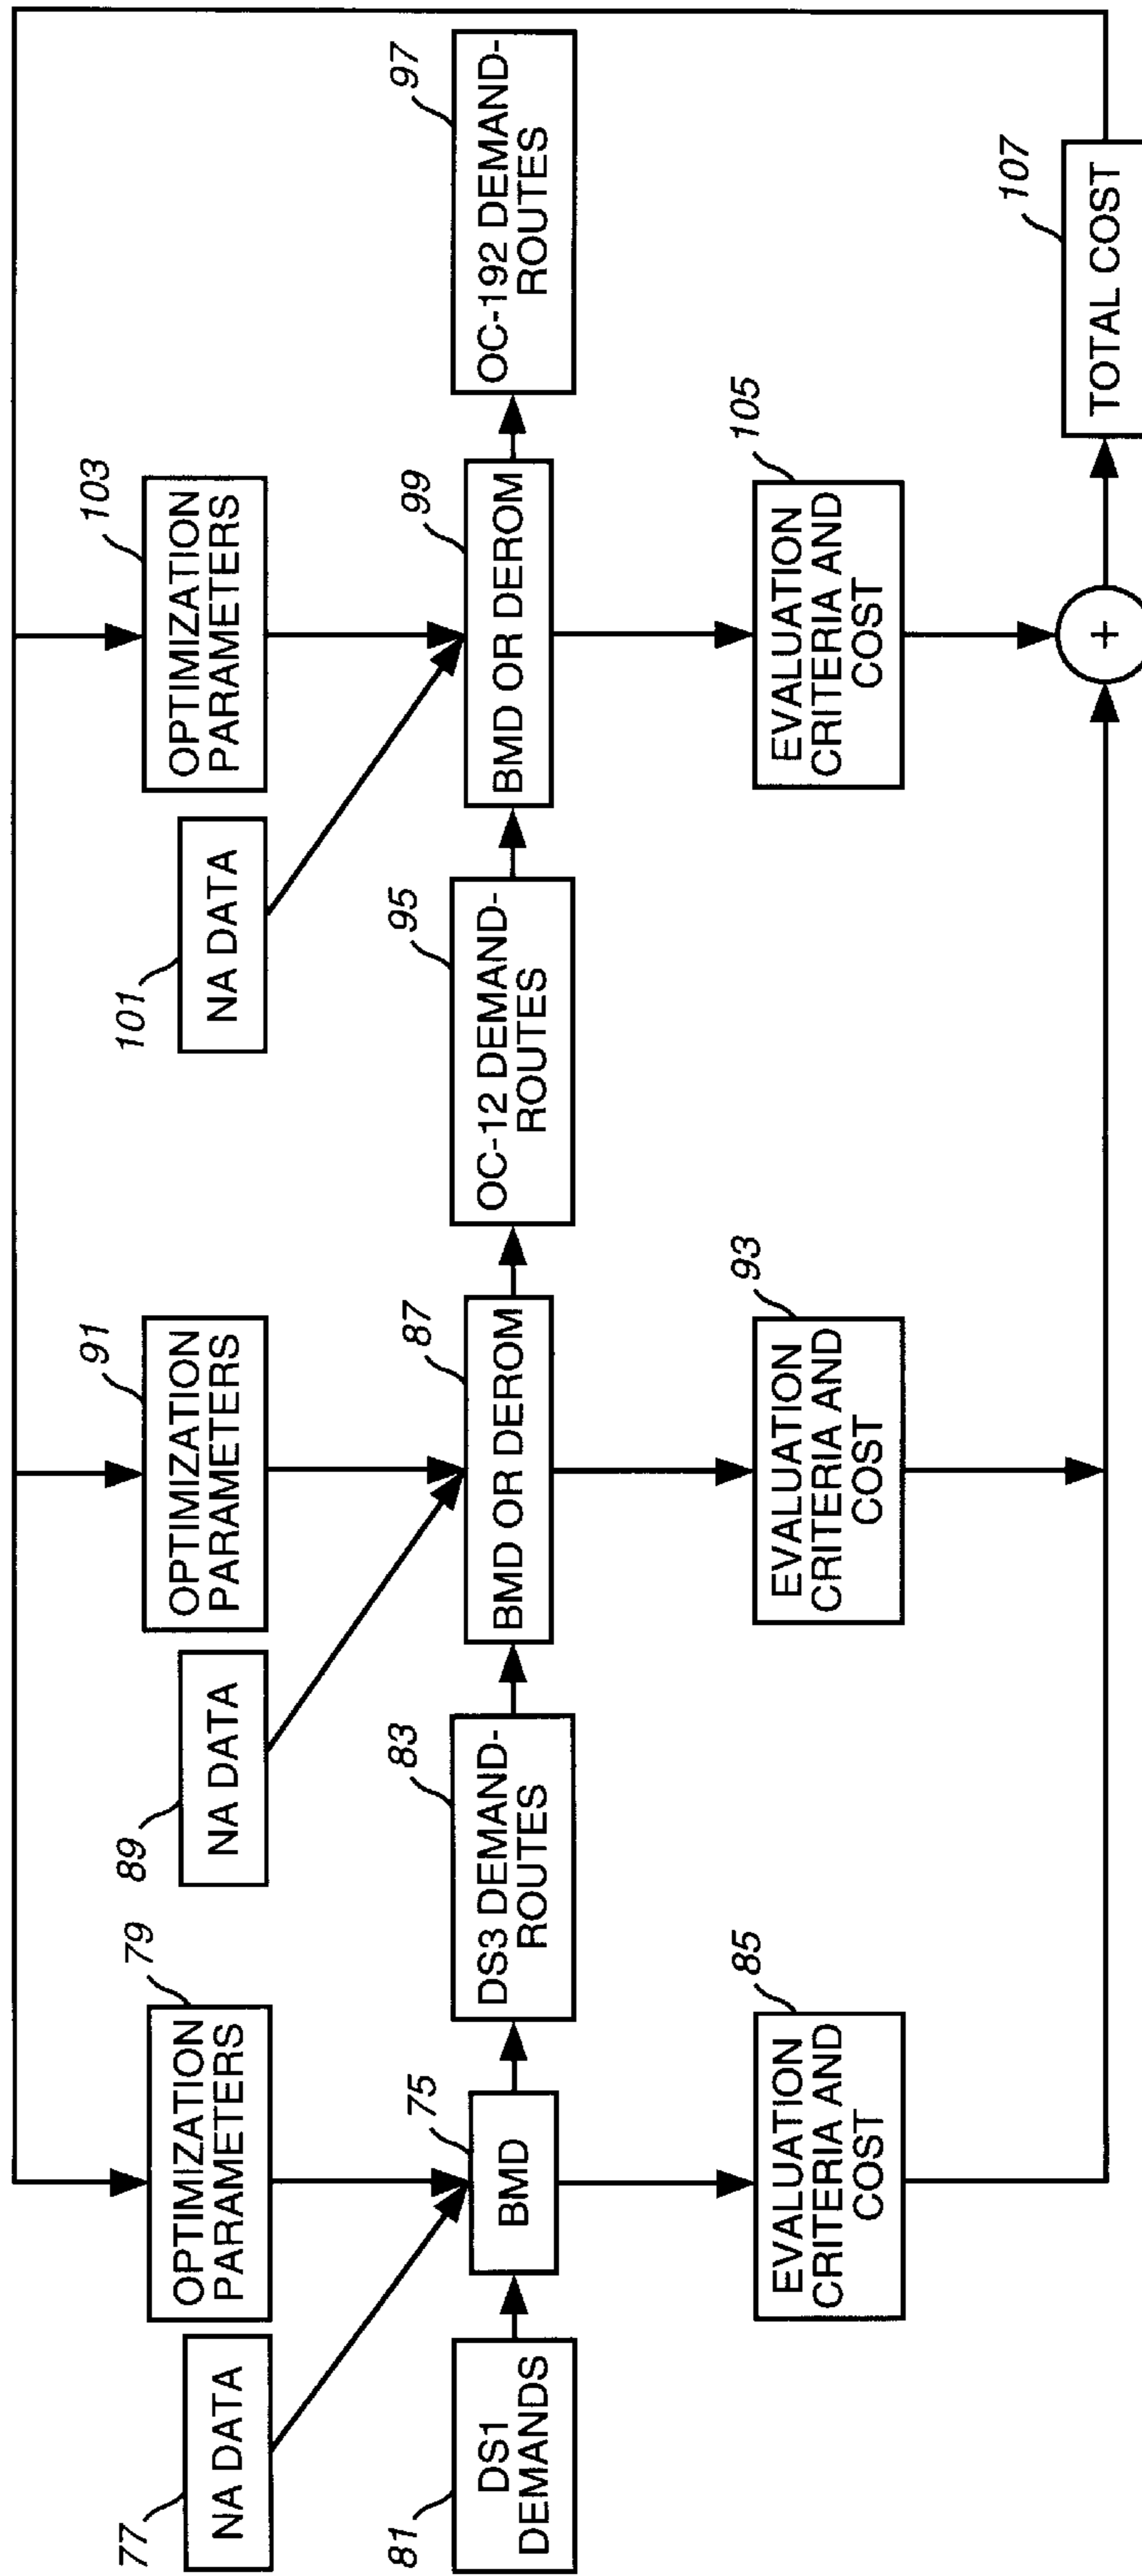 79
OPTIMIZATION
PARAMETERS
91
OPTIMIZATION
PARAMETERS
103
OPTIMIZATION
PARAMETERS
77
NA DATA
89
NA DATA
101
NA DATA
81
DS1
DEMANDS
75
BMD
83
DS3 DEMAND-
ROUTES
87
BMD OR DEROM
95
OC-12 DEMAND-
ROUTES
99
BMD OR DEROM
97
OC-192 DEMAND-
ROUTES
85
EVALUATION
CRITERIA AND
COST
93
EVALUATION
CRITERIA AND
COST
105
EVALUATION
CRITERIA AND
COST
+
107
TOTAL COST